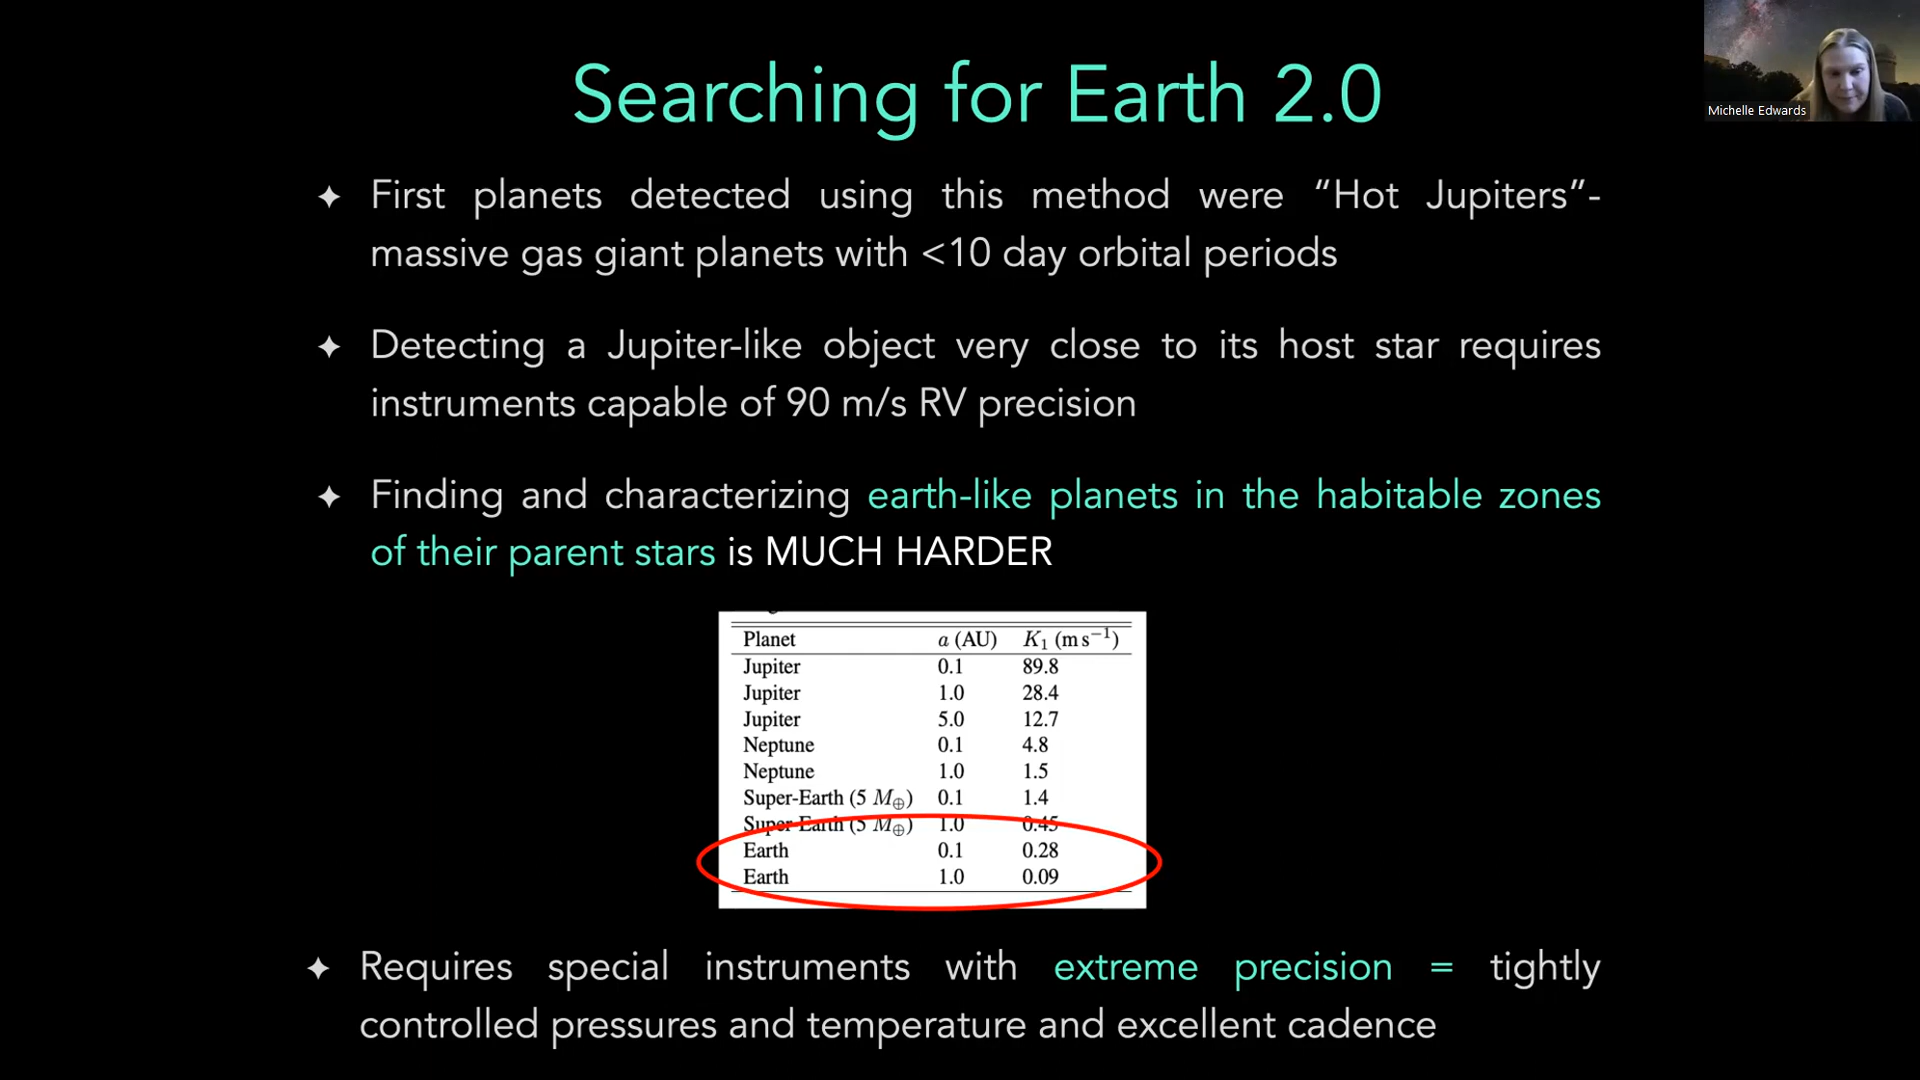 Searching for Earth 2.0
Michelle Edwards
✦ First planets detected using this method were “Hot Jupiters”-
massive gas giant planets with <10 day orbital periods
✦ Detecting a Jupiter-like object very close to its host star requires
instruments capable of 90 m/s RV precision
✦ Finding and characterizing earth-like planets in the habitable zones
of their parent stars is MUCH HARDER
Planet a (AU) K₁ (m s⁻¹)
Jupiter 0.1 89.8
Jupiter 1.0 28.4
Jupiter 5.0 12.7
Neptune 0.1 4.8
Neptune 1.0 1.5
Super-Earth (5 M⊕) 0.1 1.4
Super-Earth (5 M⊕) 1.0 0.45
Earth 0.1 0.28
Earth 1.0 0.09
✦ Requires special instruments with extreme precision = tightly
controlled pressures and temperature and excellent cadence